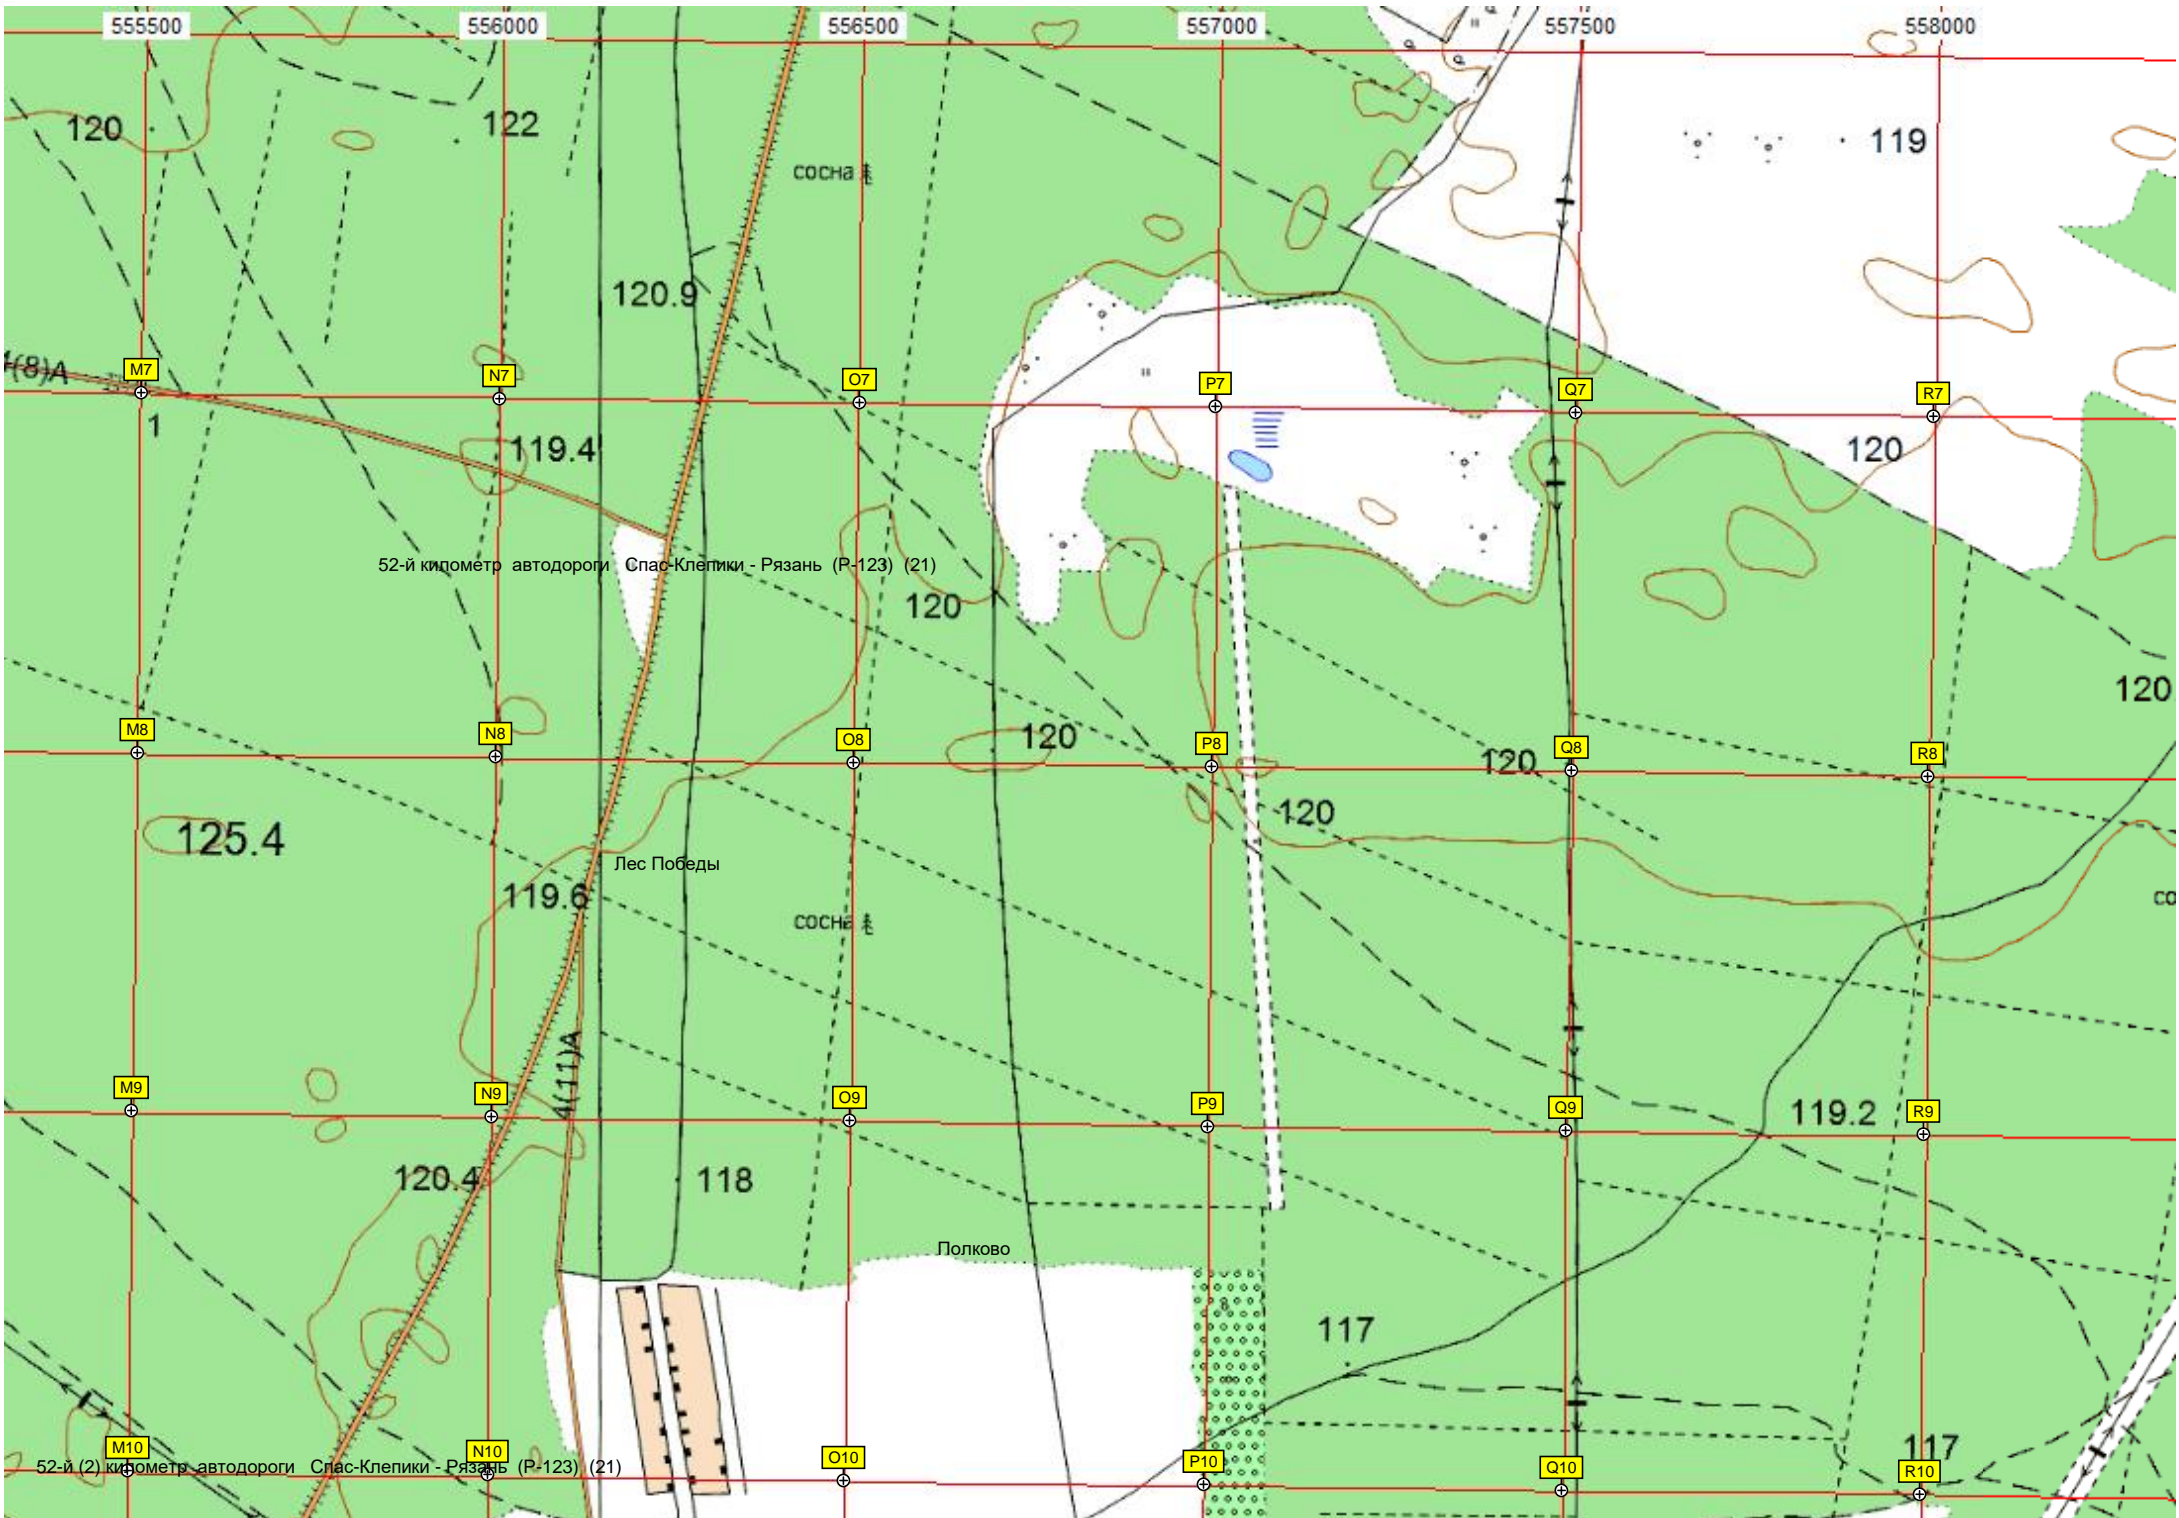 555500 556000 556500 557000 557500 558000
120
122
119
сосна
120.9
(8)А
M7 N7 O7 P7 Q7 R7
1
119.4
120
52-й километр автодороги Спас-Клепики - Рязань (Р-123) (21)
120
120
M8 N8 O8 P8 Q8 R8
120
120
120
125.4
Лес Победы
119.6
сосна
со
4(11)А
M9 N9 O9 P9 Q9 R9
119.2
120.4
118
Полково
117
117
M10 N10 O10 P10 Q10 R10
52-й (2) километр автодороги Спас-Клепики - Рязань (Р-123) (21)